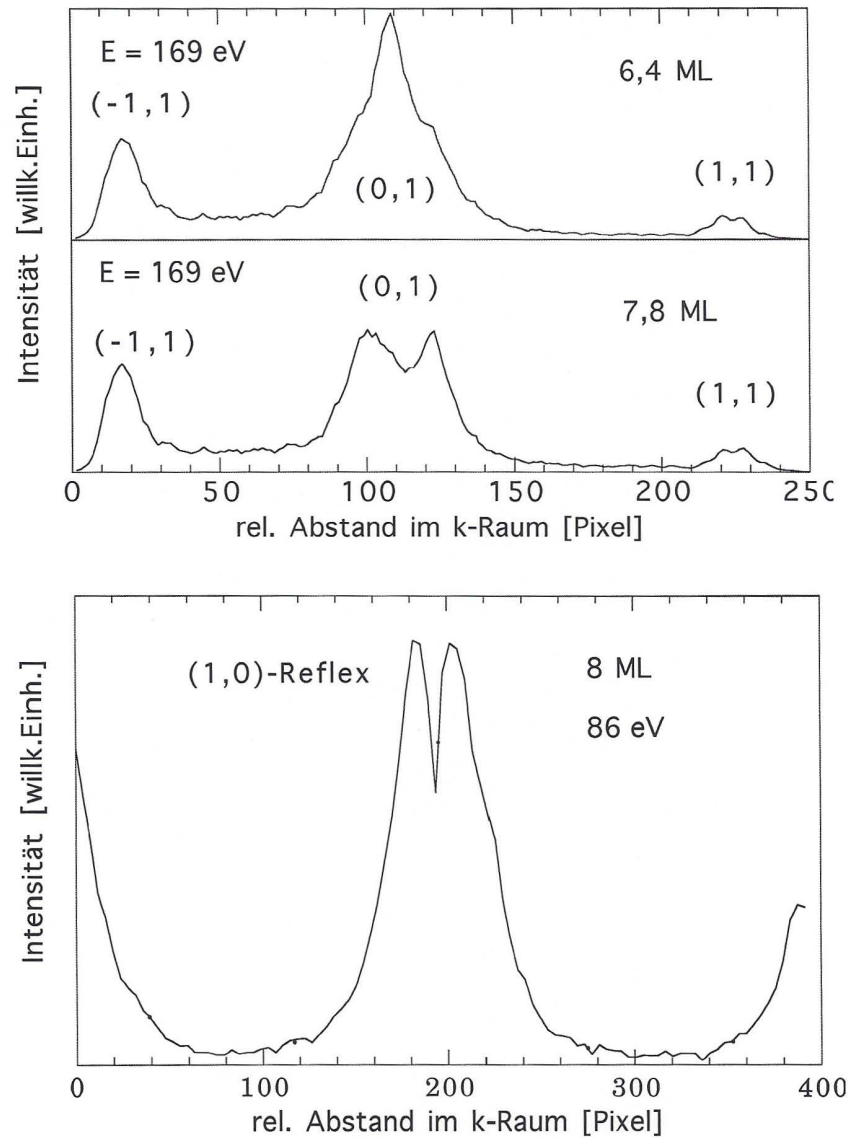 E = 169 eV
6,4 ML
(-1,1)
(0,1)
(1,1)
E = 169 eV
(0,1)
7,8 ML
(-1,1)
(1,1)
Intensität [willk.Einh.]
0 50 100 150 200 250
rel. Abstand im k-Raum [Pixel]
(1,0)-Reflex
8 ML
86 eV
Intensität [willk.Einh.]
0 100 200 300 400
rel. Abstand im k-Raum [Pixel]